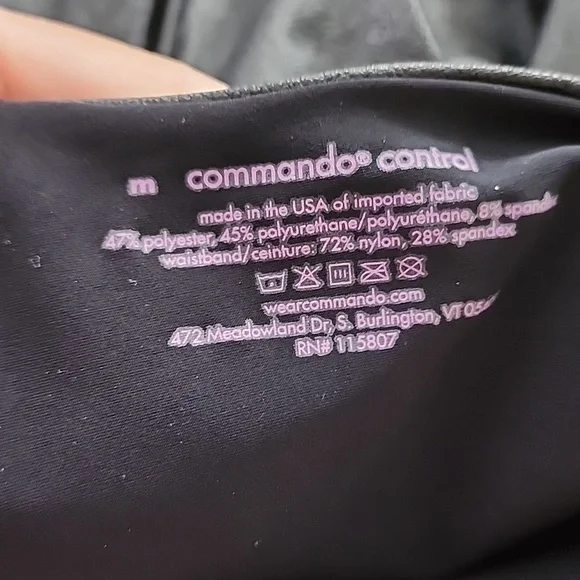 m commando® control
made in the USA of imported fabric
47% polyester, 45% polyurethane/polyuréthane, 8%
waistband/ceinture: 72% nylon, 28% spandex
wearcommando.com
472 Meadowland Dr, S. Burlington, VT
RN# 115807